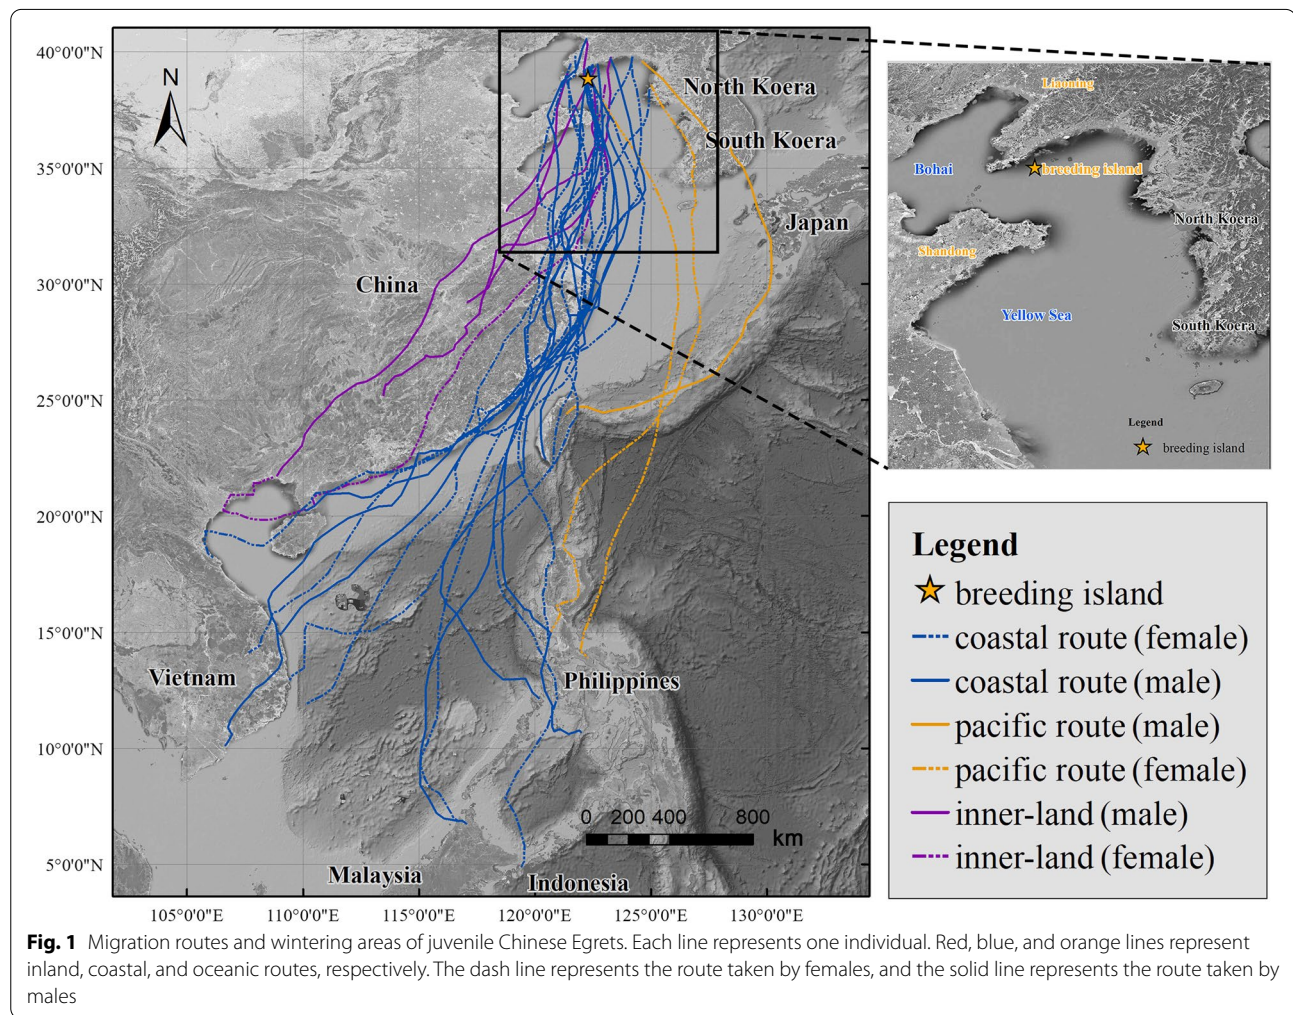 40°0'0"N
35°0'0"N
30°0'0"N
25°0'0"N
20°0'0"N
15°0'0"N
10°0'0"N
5°0'0"N
N
North Koera
South Koera
Japan
China
Vietnam
Philippines
Malaysia
Indonesia
0 200 400 800
km
105°0'0"E 110°0'0"E 115°0'0"E 120°0'0"E 125°0'0"E 130°0'0"E
Liaoning
Bohai
breeding island
North Koera
Shandong
Yellow Sea
South Koera
Legend
breeding island
Legend
breeding island
coastal route (female)
coastal route (male)
pacific route (male)
pacific route (female)
inner-land (male)
inner-land (female)
Fig. 1 Migration routes and wintering areas of juvenile Chinese Egrets. Each line represents one individual. Red, blue, and orange lines represent
inland, coastal, and oceanic routes, respectively. The dash line represents the route taken by females, and the solid line represents the route taken by
males